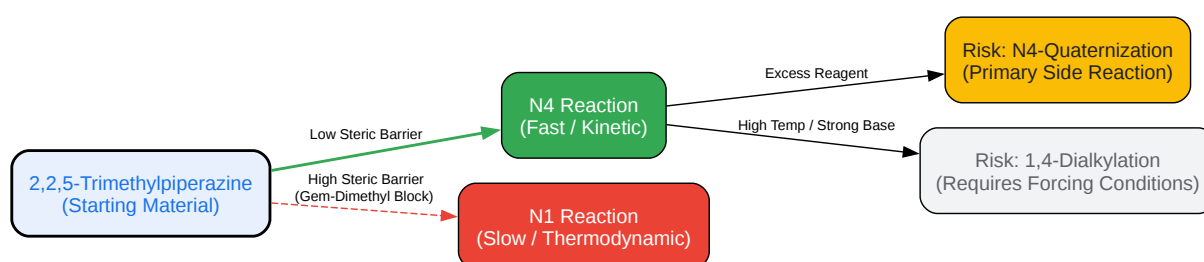 2,2,5-Trimethylpiperazine
(Starting Material)
Low Steric Barrier
High Steric Barrier
(Gem-Dimethyl Block)
N4 Reaction
(Fast / Kinetic)
N1 Reaction
(Slow / Thermodynamic)
Excess Reagent
High Temp / Strong Base
Risk: N4-Quaternization
(Primary Side Reaction)
Risk: 1,4-Dialkylation
(Requires Forcing Conditions)